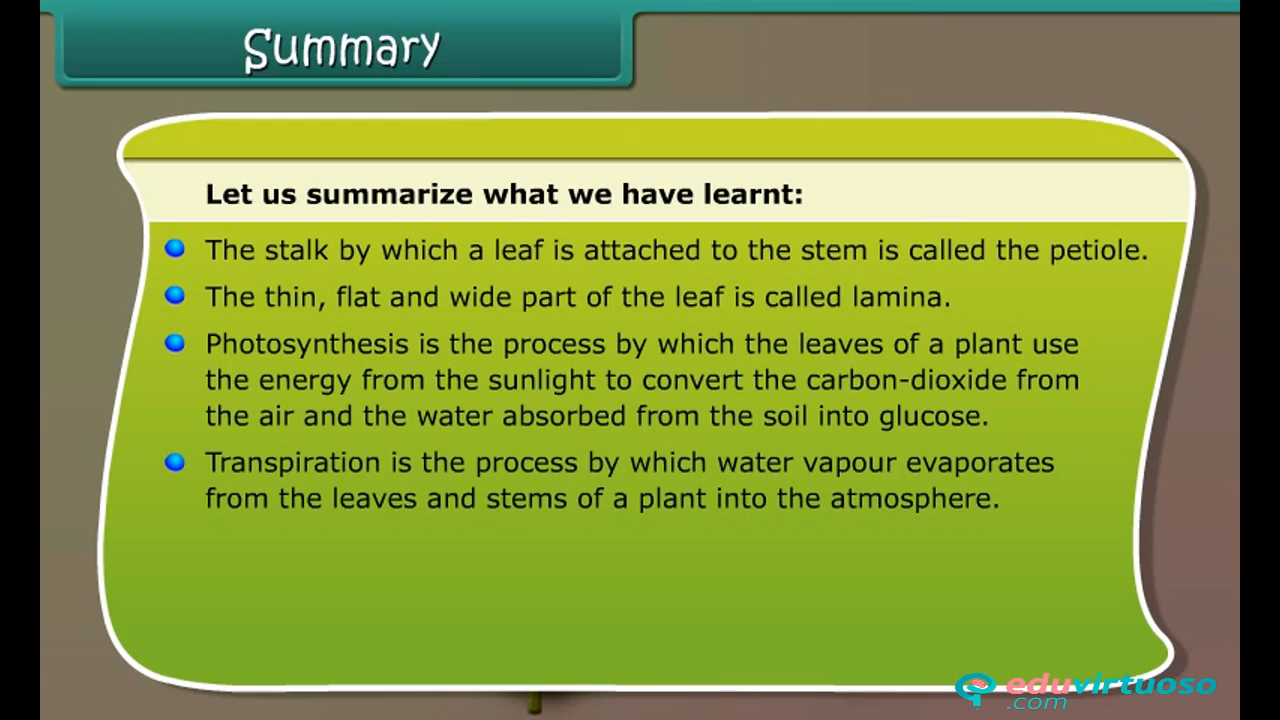 Summary
Let us summarize what we have learnt:
The stalk by which a leaf is attached to the stem is called the petiole.
The thin, flat and wide part of the leaf is called lamina.
Photosynthesis is the process by which the leaves of a plant use
the energy from the sunlight to convert the carbon-dioxide from
the air and the water absorbed from the soil into glucose.
Transpiration is the process by which water vapour evaporates
from the leaves and stems of a plant into the atmosphere.
eduvirtuoso
.com